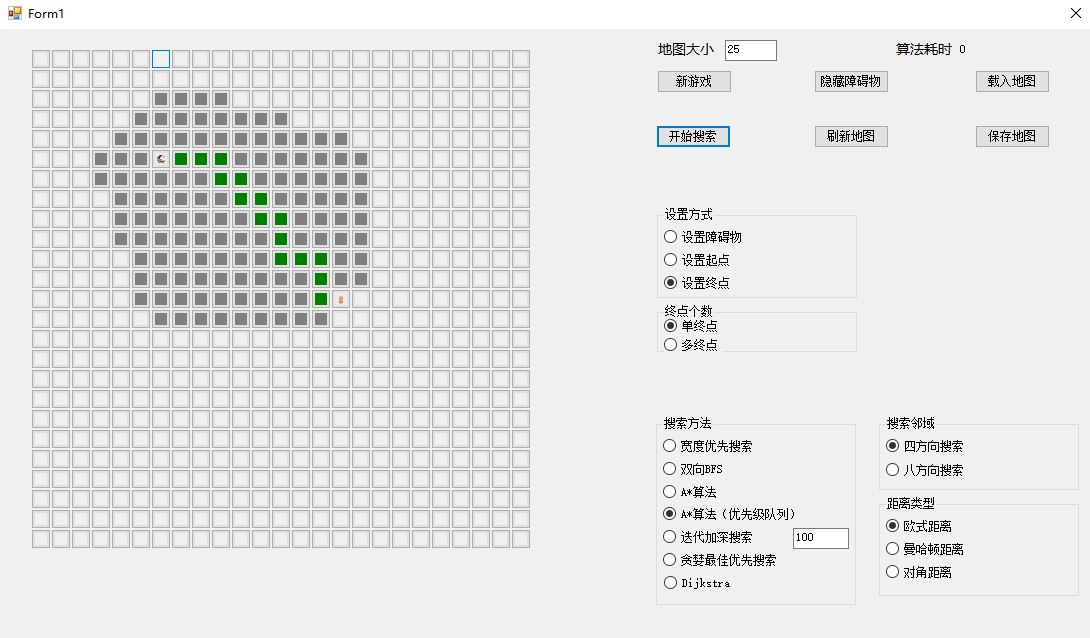 Form1
地图大小 25 算法耗时 0
新游戏 隐藏障碍物 载入地图
开始搜索 刷新地图 保存地图
设置方式
设置障碍物
设置起点
设置终点
终点个数
单终点
多终点
搜索方法
宽度优先搜索
双向BFS
A*算法
A*算法（优先级队列）
迭代加深搜索 100
贪婪最佳优先搜索
Dijkstra
搜索邻域
四方向搜索
八方向搜索
距离类型
欧式距离
曼哈顿距离
对角距离